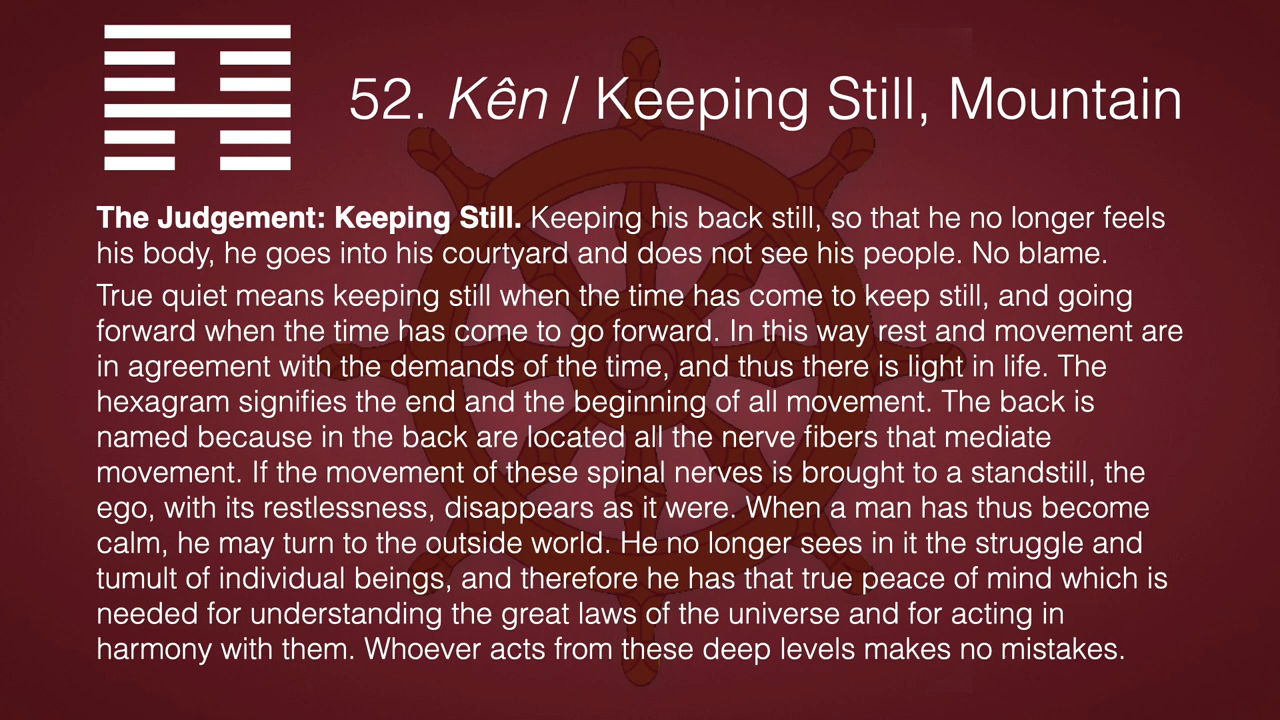 52. Kên / Keeping Still, Mountain
The Judgement: Keeping Still. Keeping his back still, so that he no longer feels
his body, he goes into his courtyard and does not see his people. No blame.
True quiet means keeping still when the time has come to keep still, and going
forward when the time has come to go forward. In this way rest and movement are
in agreement with the demands of the time, and thus there is light in life. The
hexagram signifies the end and the beginning of all movement. The back is
named because in the back are located all the nerve fibers that mediate
movement. If the movement of these spinal nerves is brought to a standstill, the
ego, with its restlessness, disappears as it were. When a man has thus become
calm, he may turn to the outside world. He no longer sees in it the struggle and
tumult of individual beings, and therefore he has that true peace of mind which is
needed for understanding the great laws of the universe and for acting in
harmony with them. Whoever acts from these deep levels makes no mistakes.